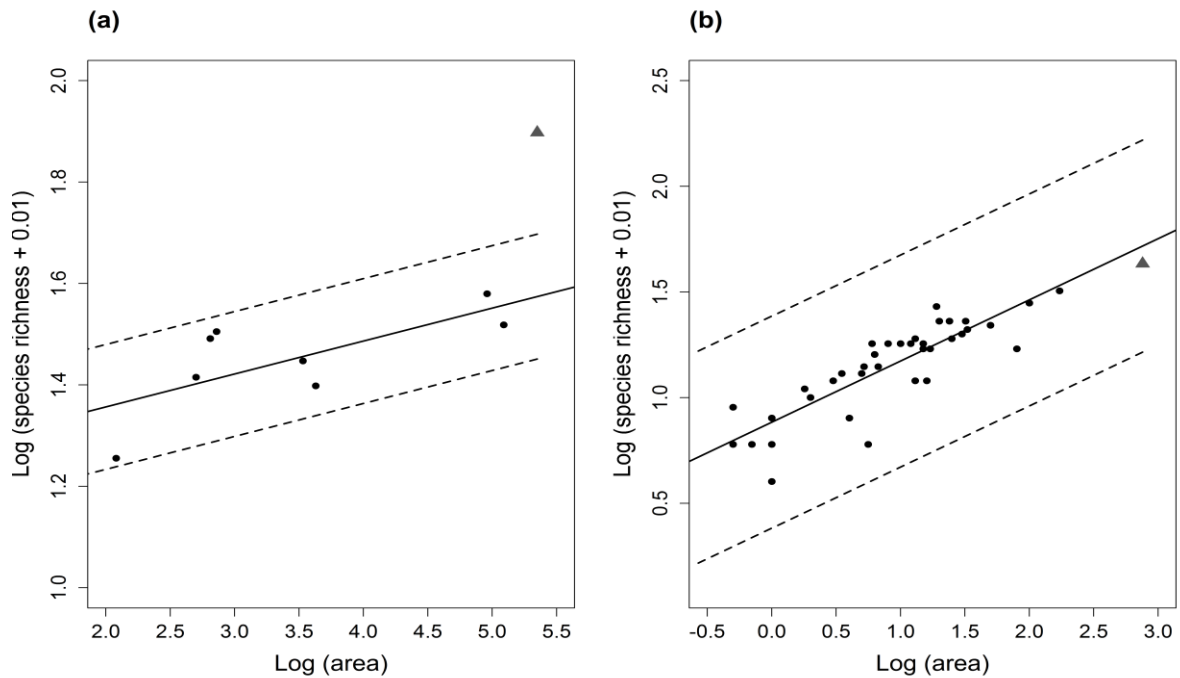 (a)
2.0
1.8
1.6
1.4
1.2
1.0
Log (species richness + 0.01)
2.0 2.5 3.0 3.5 4.0 4.5 5.0 5.5
Log (area)
(b)
2.5
2.0
1.5
1.0
0.5
Log (species richness + 0.01)
-0.5 0.0 0.5 1.0 1.5 2.0 2.5 3.0
Log (area)